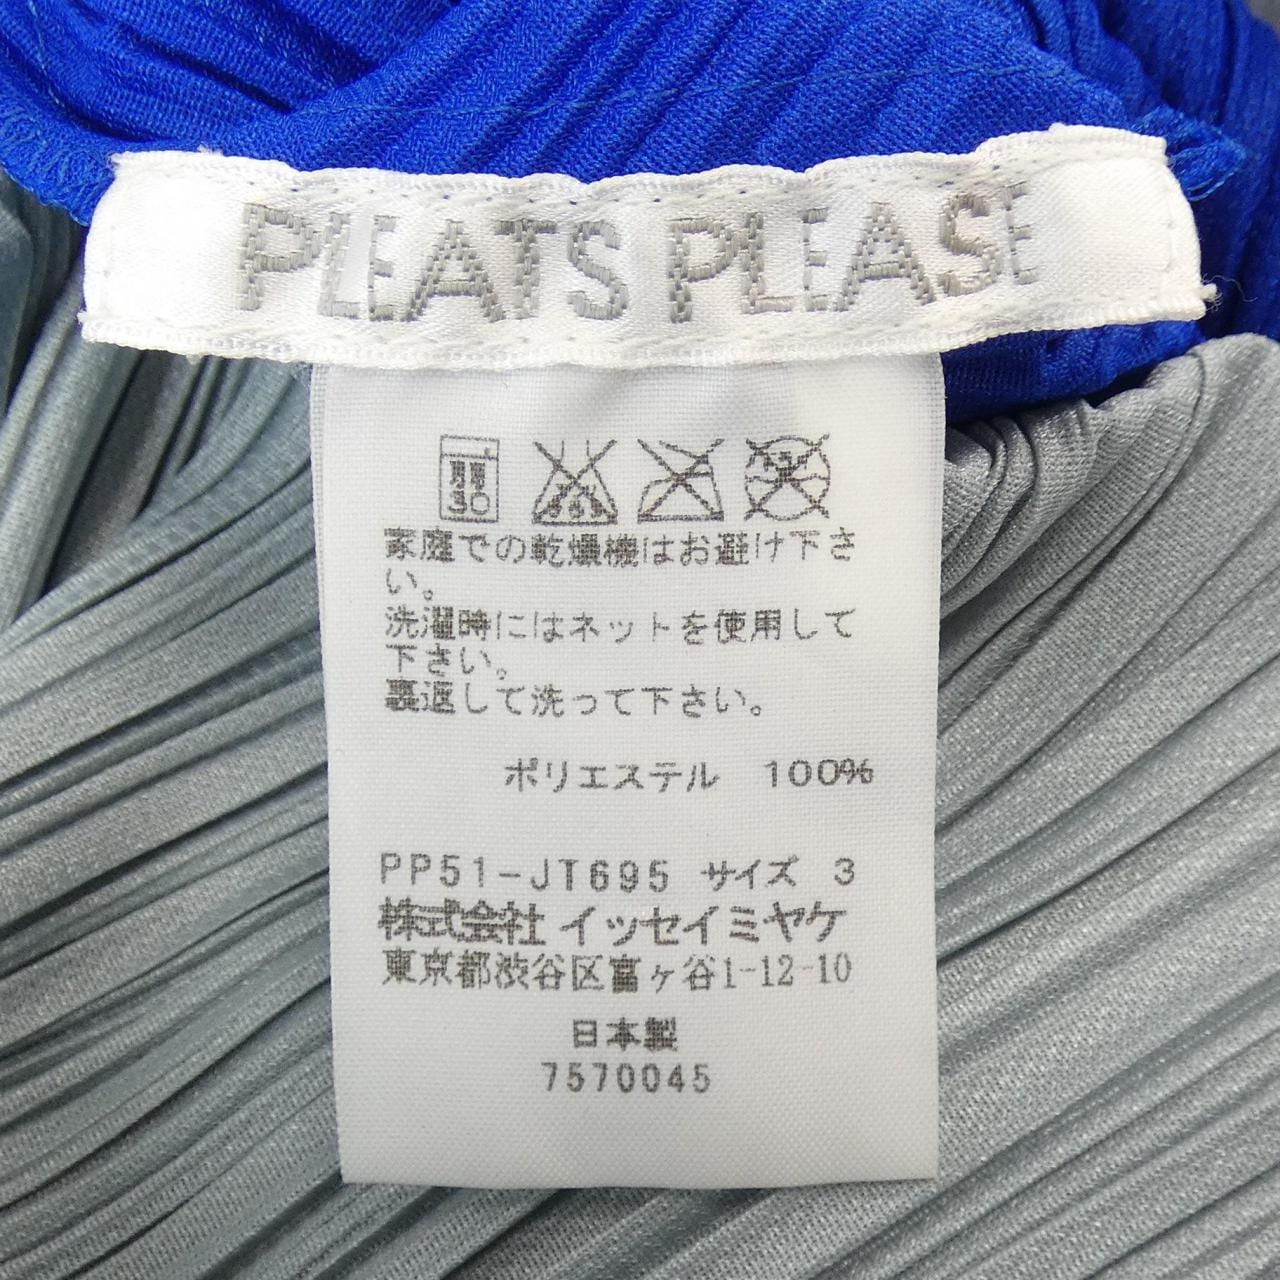 PLEATS PLEASE
30
家庭での乾燥機はお避け下さ
い。
洗濯時にはネットを使用して
下さい。
裏返して洗って下さい。
ポリエステル 100%
PP51-JT695 サイズ 3
株式会社 イッセイミヤケ
東京都渋谷区富ヶ谷1-12-10
日本製
7570045